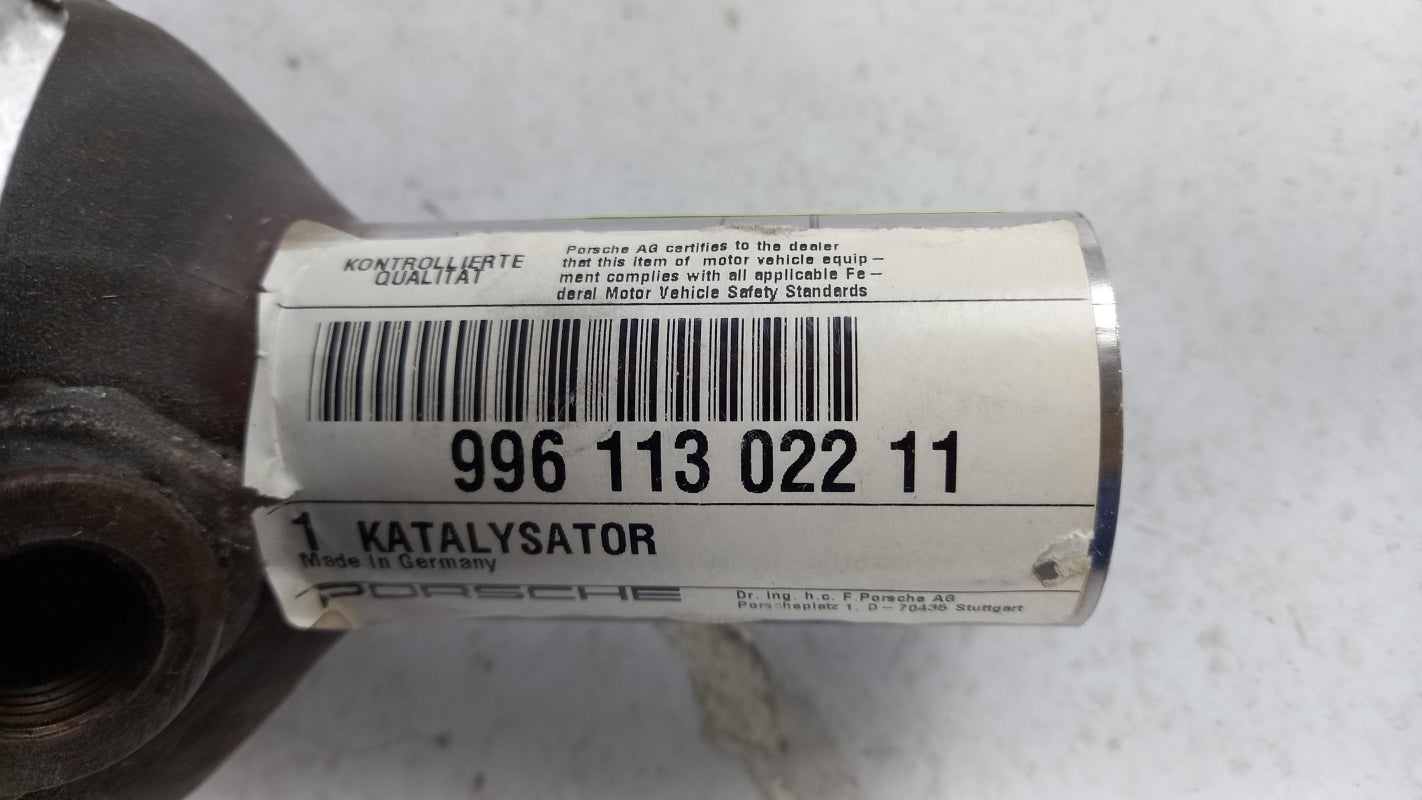 KONTROLLIERTE
QUALITÄT
Porsche AG certifies to the dealer
that this item of motor vehicle equip-
ment complies with all applicable Fe-
deral Motor Vehicle Safety Standards
996 113 022 11
1 KATALYSATOR
Made in Germany
PORSCHE
Dr. Ing. h.c. F.Porsche AG
Porscheplatz 1. D-70435 Stuttgart